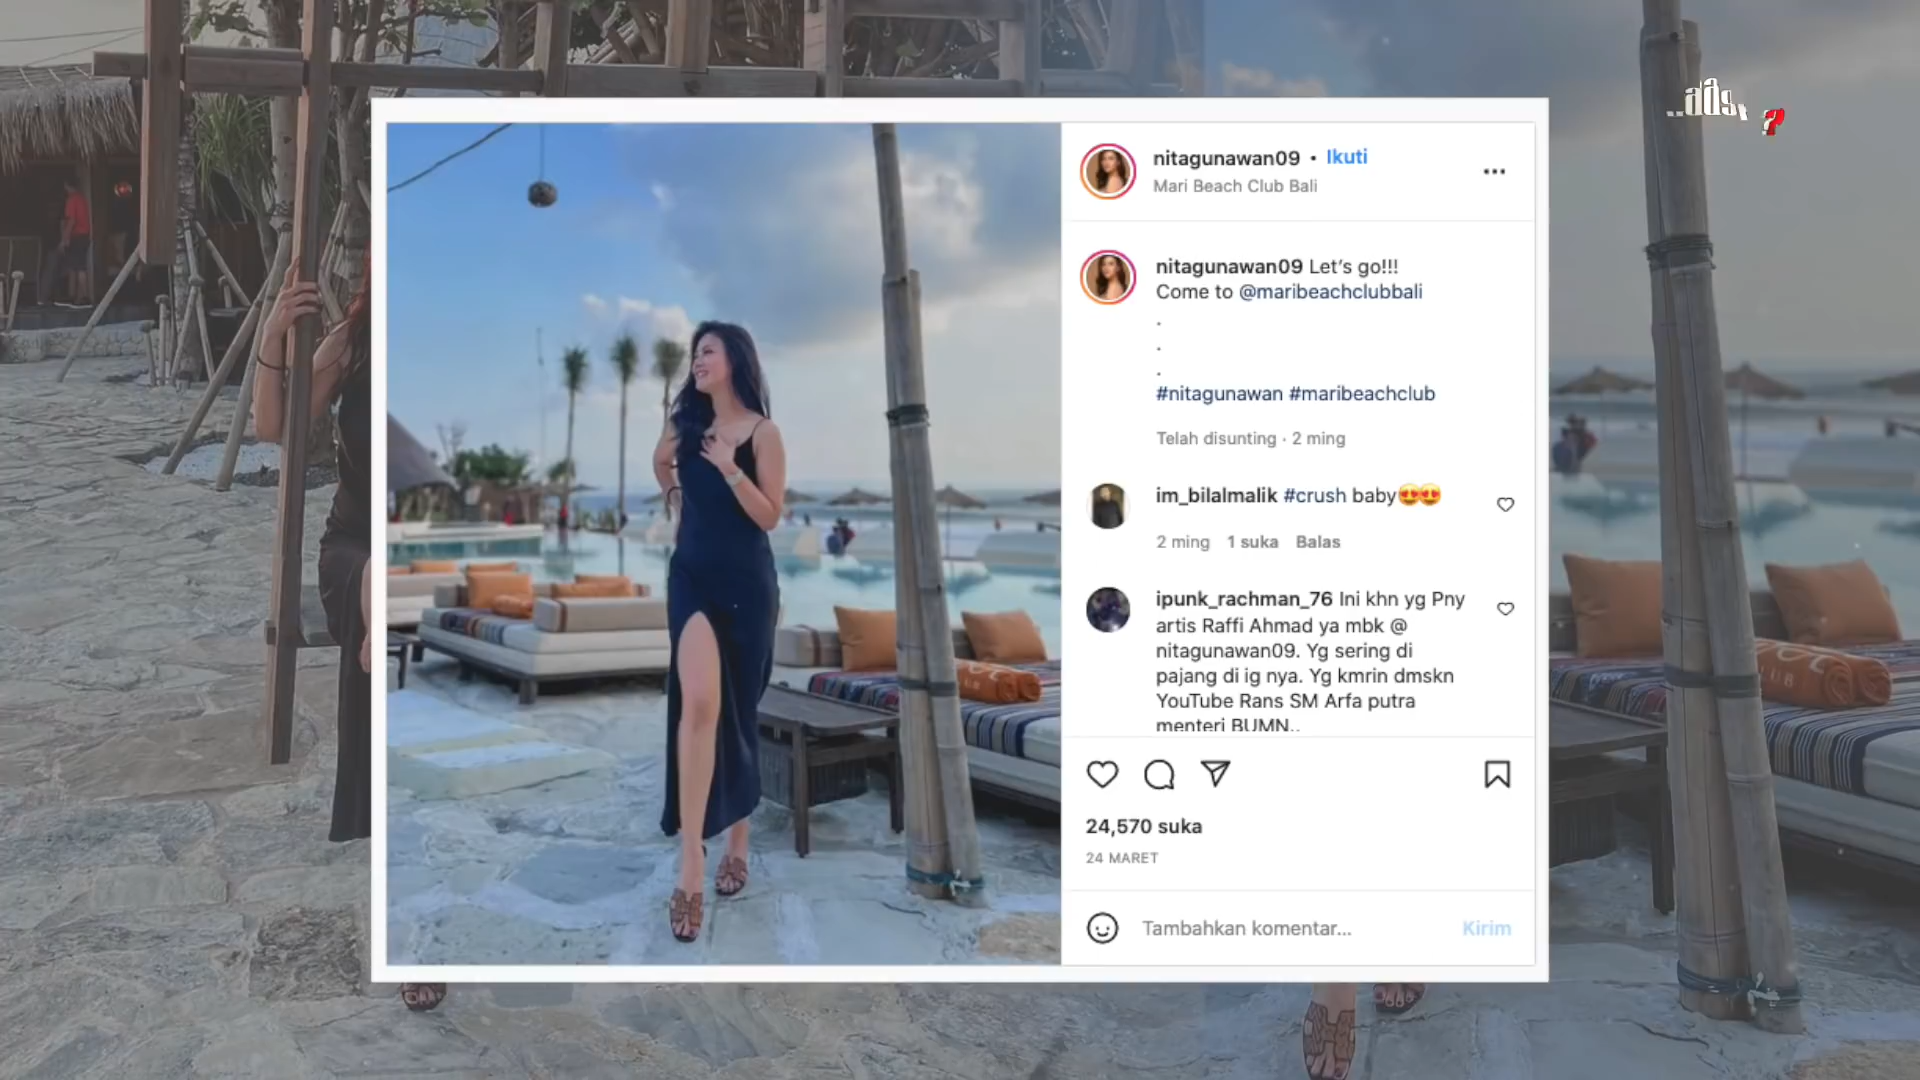 nitagunawan09 • Ikuti
Mari Beach Club Bali
nitagunawan09 Let's go!!!
Come to @maribeachclubbali
.
.
.
#nitagunawan #maribeachclub
Telah disunting · 2 ming
im_bilalmalik #crush baby😍😍
2 ming 1 suka Balas
ipunk_rachman_76 Ini khn yg Pny
artis Raffi Ahmad ya mbk @
nitagunawan09. Yg sering di
pajang di ig nya. Yg kmrin dmskn
YouTube Rans SM Arfa putra
menteri BUMN..
24,570 suka
24 MARET
Tambahkan komentar...
Kirim